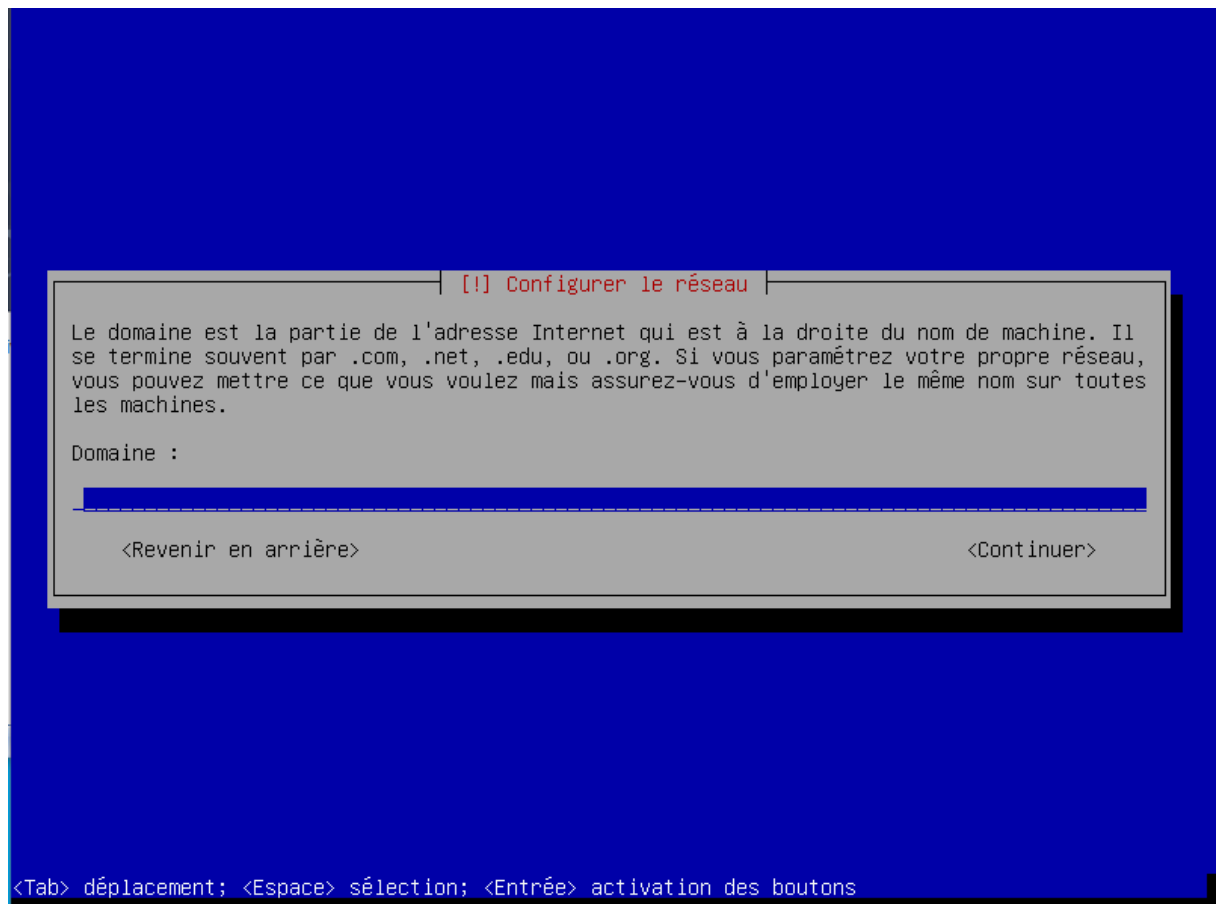 [!] Configurer le réseau
Le domaine est la partie de l'adresse Internet qui est à la droite du nom de machine. Il
se termine souvent par .com, .net, .edu, ou .org. Si vous paramétrez votre propre réseau,
vous pouvez mettre ce que vous voulez mais assurez-vous d'employer le même nom sur toutes
les machines.
Domaine :
<Revenir en arrière> <Continuer>
<Tab> déplacement; <Espace> sélection; <Entrée> activation des boutons